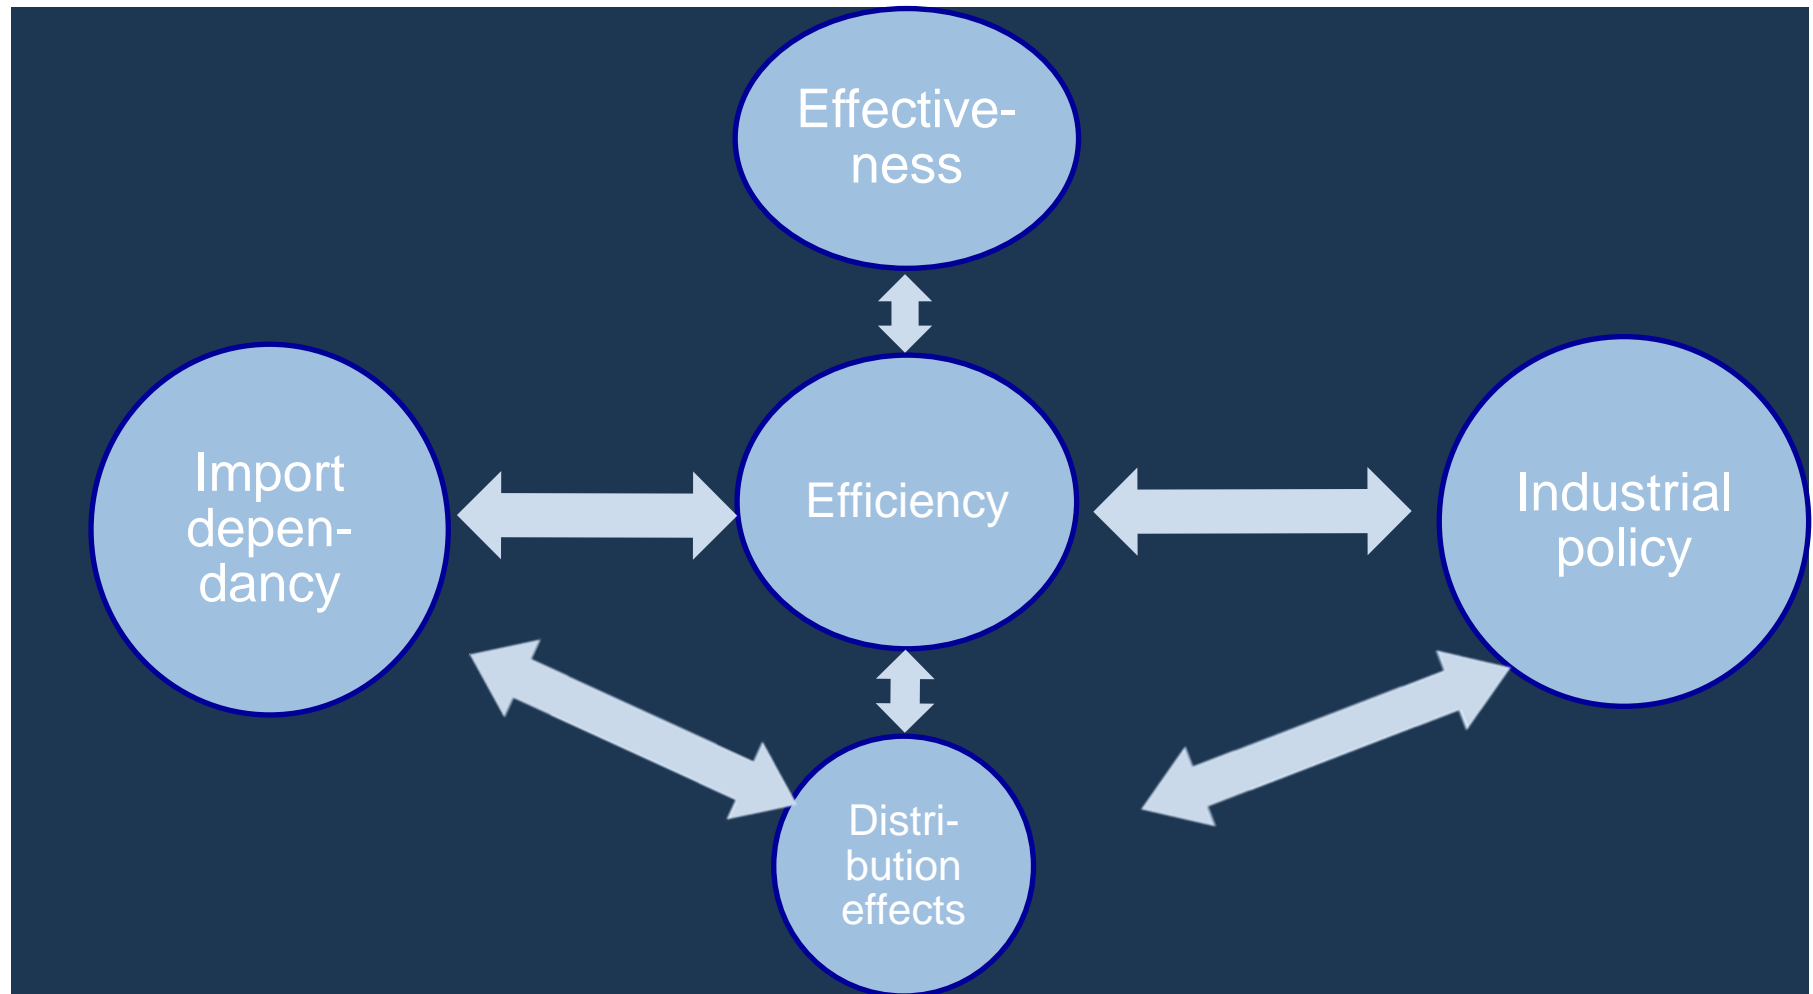 Effective-
ness
Import
depen-
dancy
Efficiency
Industrial
policy
Distri-
bution
effects